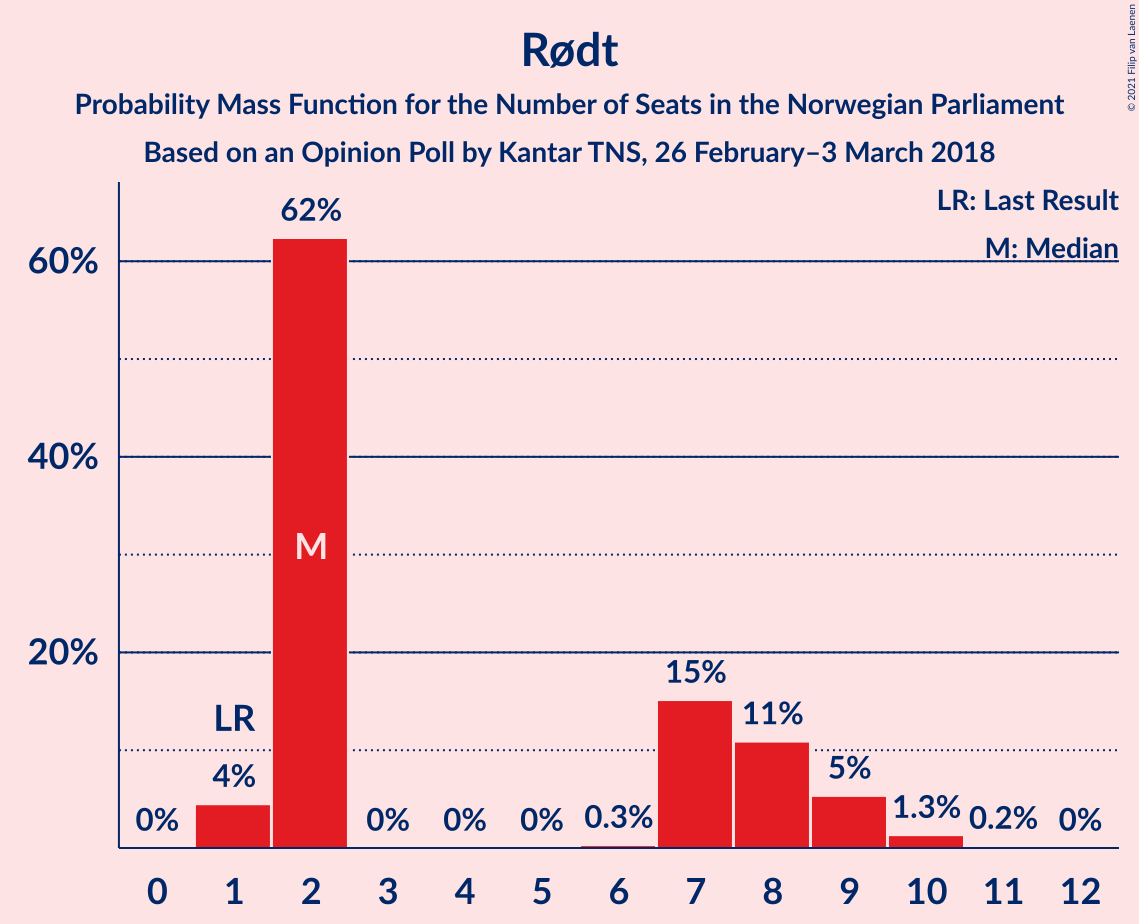 Rødt
Probability Mass Function for the Number of Seats in the Norwegian Parliament
Based on an Opinion Poll by Kantar TNS, 26 February–3 March 2018
© 2021 Filip van Laenen
LR: Last Result
M: Median
60%
40%
20%
0%
LR
4%
62%
M
0%
0%
0%
0.3%
15%
11%
5%
1.3%
0.2%
0%
0 1 2 3 4 5 6 7 8 9 10 11 12